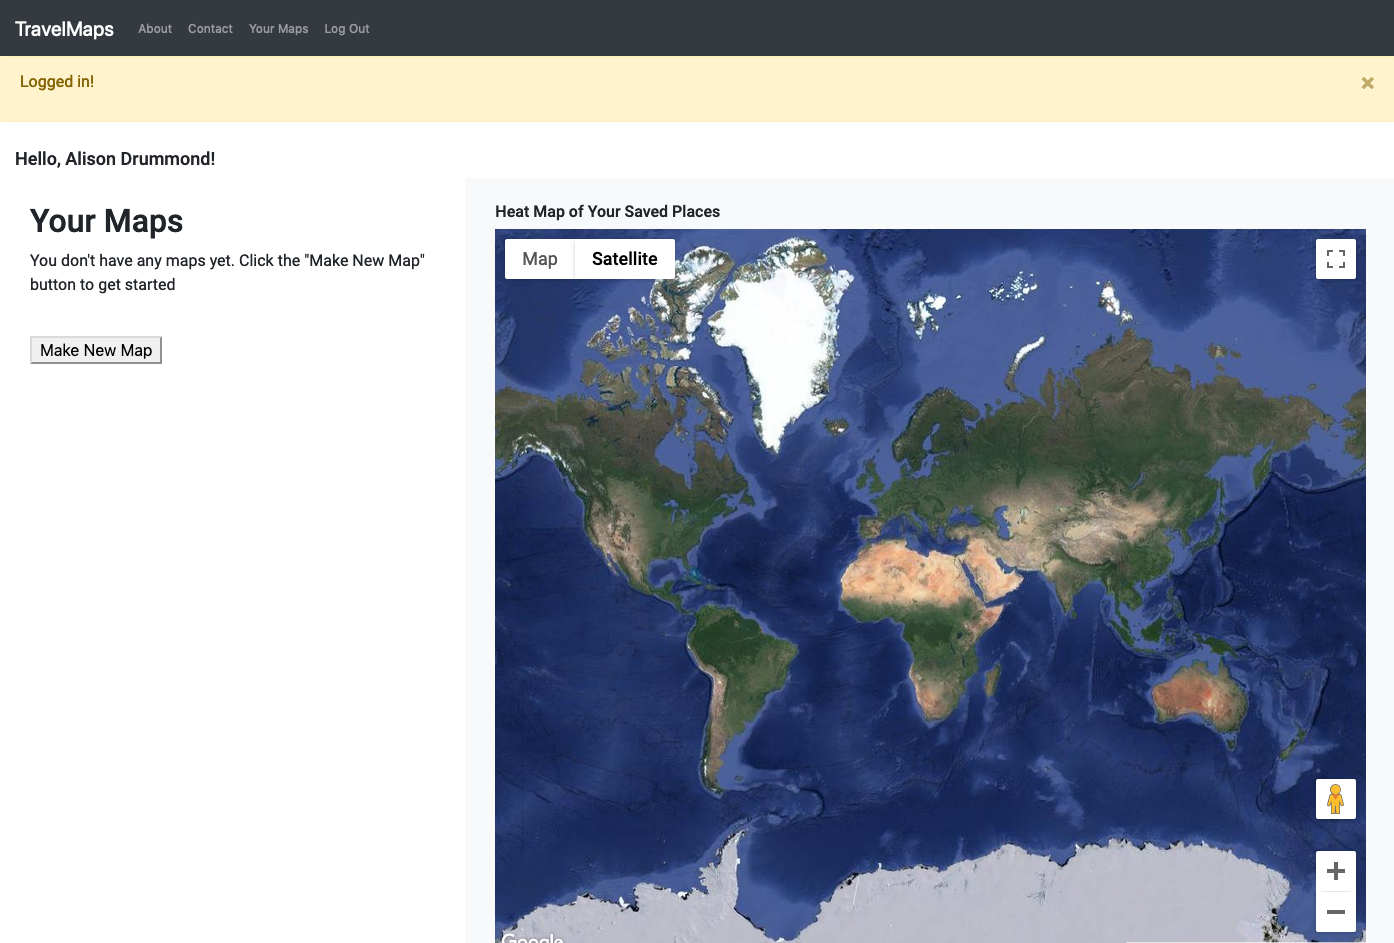 TravelMaps About Contact Your Maps Log Out
Logged in!
×
Hello, Alison Drummond!
Your Maps
You don't have any maps yet. Click the "Make New Map"
button to get started
Make New Map
Heat Map of Your Saved Places
Map Satellite
Google